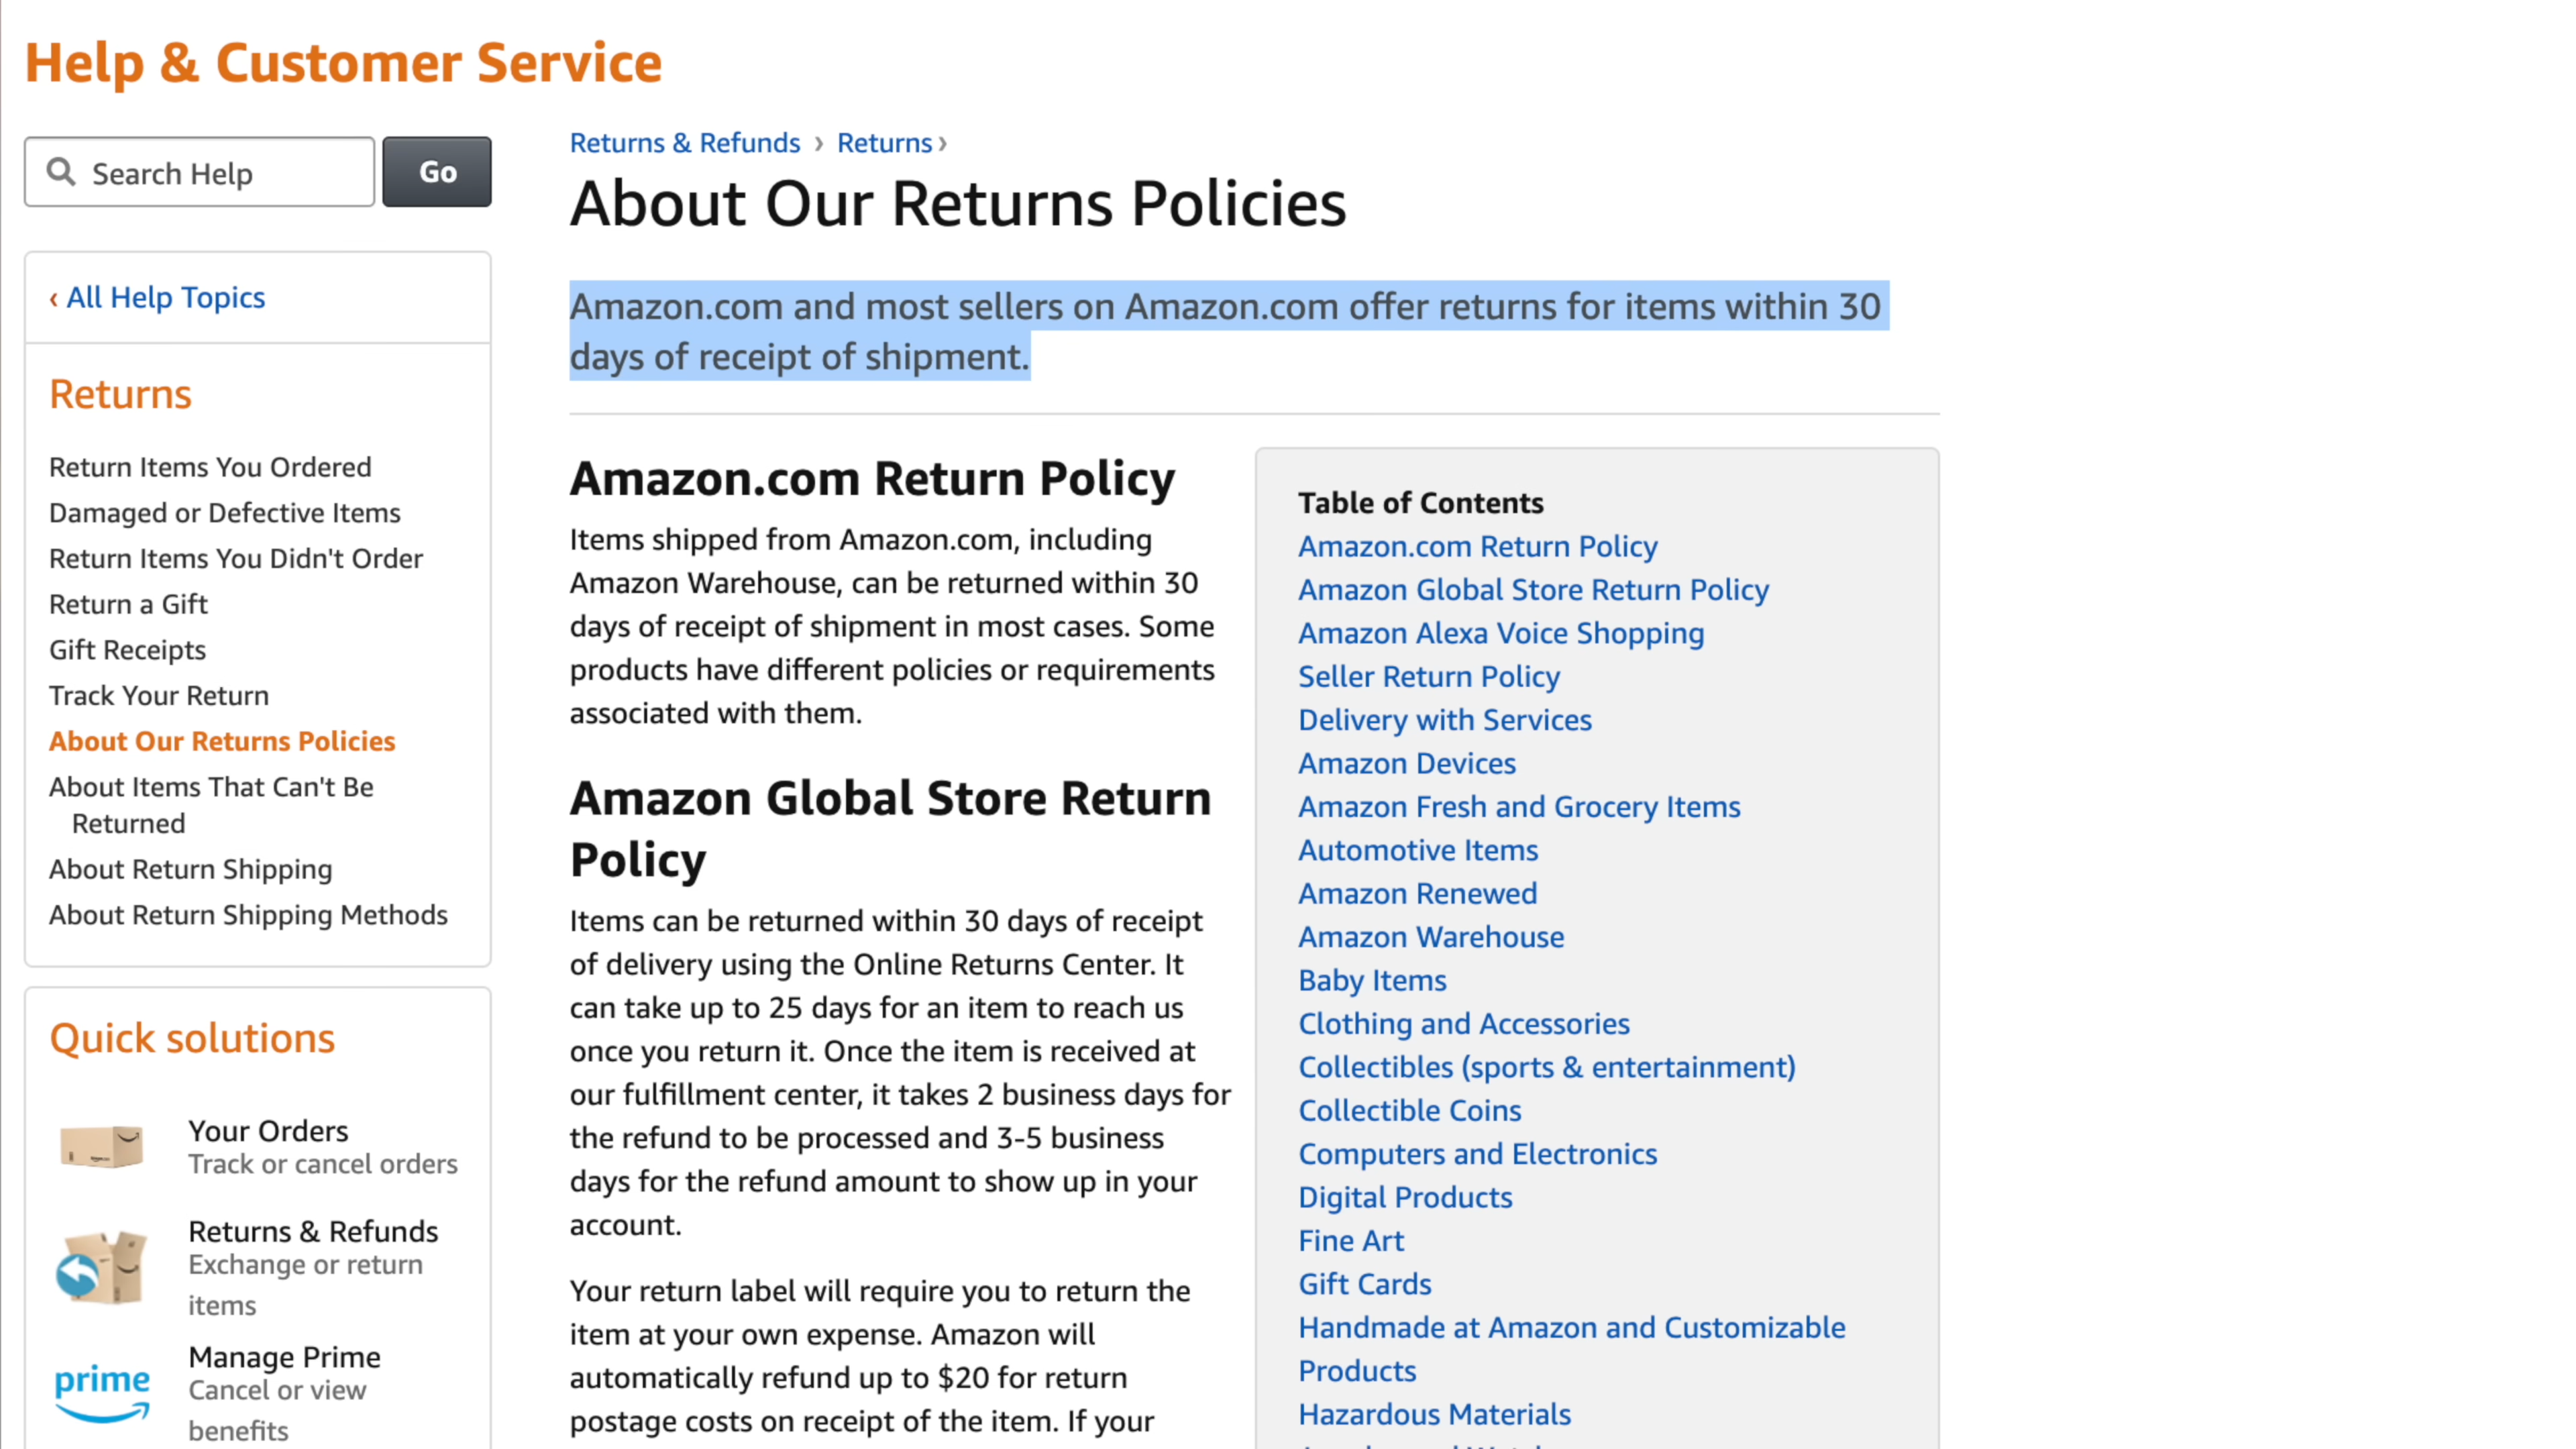 Help & Customer Service
Search Help
Go
‹ All Help Topics
Returns
Return Items You Ordered
Damaged or Defective Items
Return Items You Didn't Order
Return a Gift
Gift Receipts
Track Your Return
About Our Returns Policies
About Items That Can't Be
Returned
About Return Shipping
About Return Shipping Methods
Quick solutions
Your Orders
Track or cancel orders
Returns & Refunds
Exchange or return
items
prime
Manage Prime
Cancel or view
benefits
Returns & Refunds › Returns ›
About Our Returns Policies
Amazon.com and most sellers on Amazon.com offer returns for items within 30
days of receipt of shipment.
Amazon.com Return Policy
Items shipped from Amazon.com, including
Amazon Warehouse, can be returned within 30
days of receipt of shipment in most cases. Some
products have different policies or requirements
associated with them.
Amazon Global Store Return
Policy
Items can be returned within 30 days of receipt
of delivery using the Online Returns Center. It
can take up to 25 days for an item to reach us
once you return it. Once the item is received at
our fulfillment center, it takes 2 business days for
the refund to be processed and 3-5 business
days for the refund amount to show up in your
account.
Your return label will require you to return the
item at your own expense. Amazon will
automatically refund up to $20 for return
postage costs on receipt of the item. If your
Table of Contents
Amazon.com Return Policy
Amazon Global Store Return Policy
Amazon Alexa Voice Shopping
Seller Return Policy
Delivery with Services
Amazon Devices
Amazon Fresh and Grocery Items
Automotive Items
Amazon Renewed
Amazon Warehouse
Baby Items
Clothing and Accessories
Collectibles (sports & entertainment)
Collectible Coins
Computers and Electronics
Digital Products
Fine Art
Gift Cards
Handmade at Amazon and Customizable
Products
Hazardous Materials